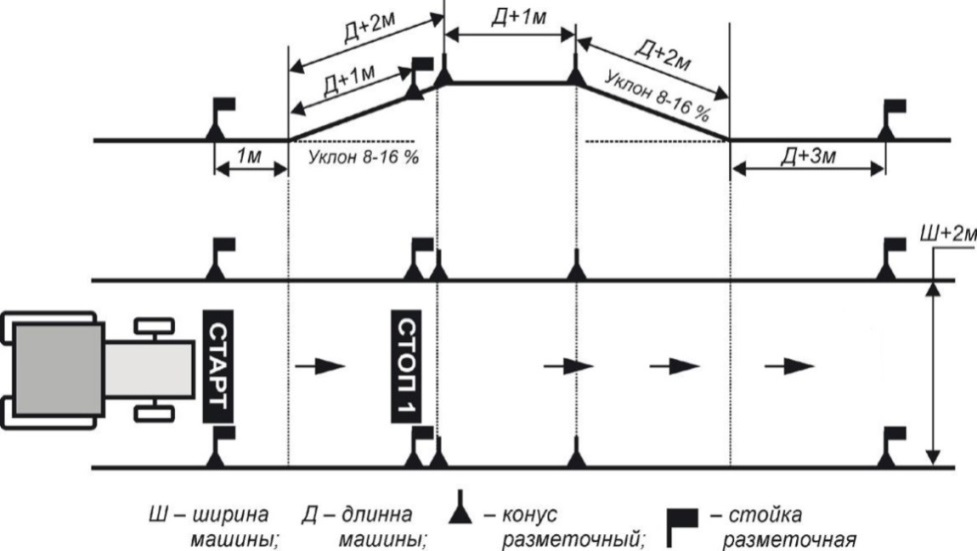 Д+2м
Д+1м
Д+1м
Д+2м
Уклон 8-16 %
1м
Уклон 8-16 %
Д+3м
Ш+2м
СТАРТ
СТОП 1
Ш – ширина машины;
Д – длинна машины;
– конус разметочный;
– стойка разметочная